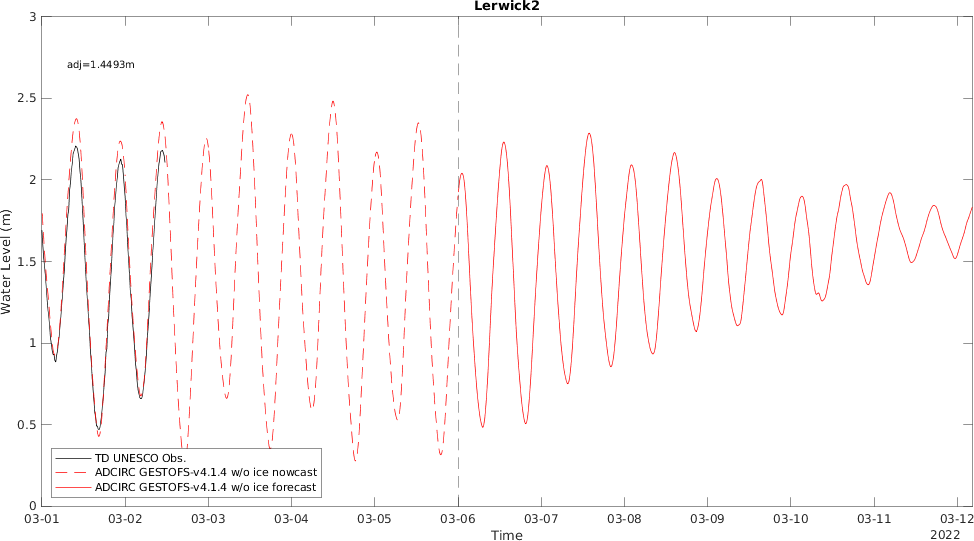 Lerwick2
adj=1.4493m
Water Level (m)
3
2.5
2
1.5
1
0.5
0
TD UNESCO Obs.
ADCIRC GESTOFS-v4.1.4 w/o ice nowcast
ADCIRC GESTOFS-v4.1.4 w/o ice forecast
03-01 03-02 03-03 03-04 03-05 03-06 03-07 03-08 03-09 03-10 03-11 03-12
Time
2022